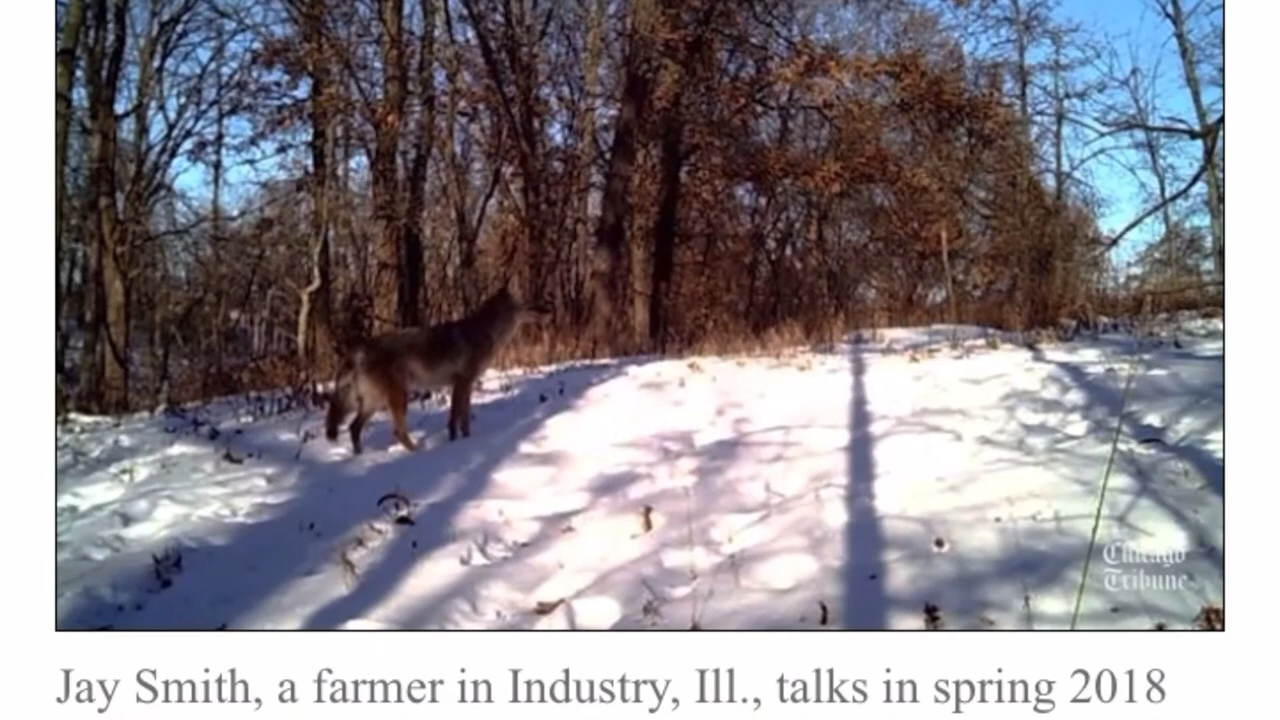 Chicago
Tribune
Jay Smith, a farmer in Industry, Ill., talks in spring 2018